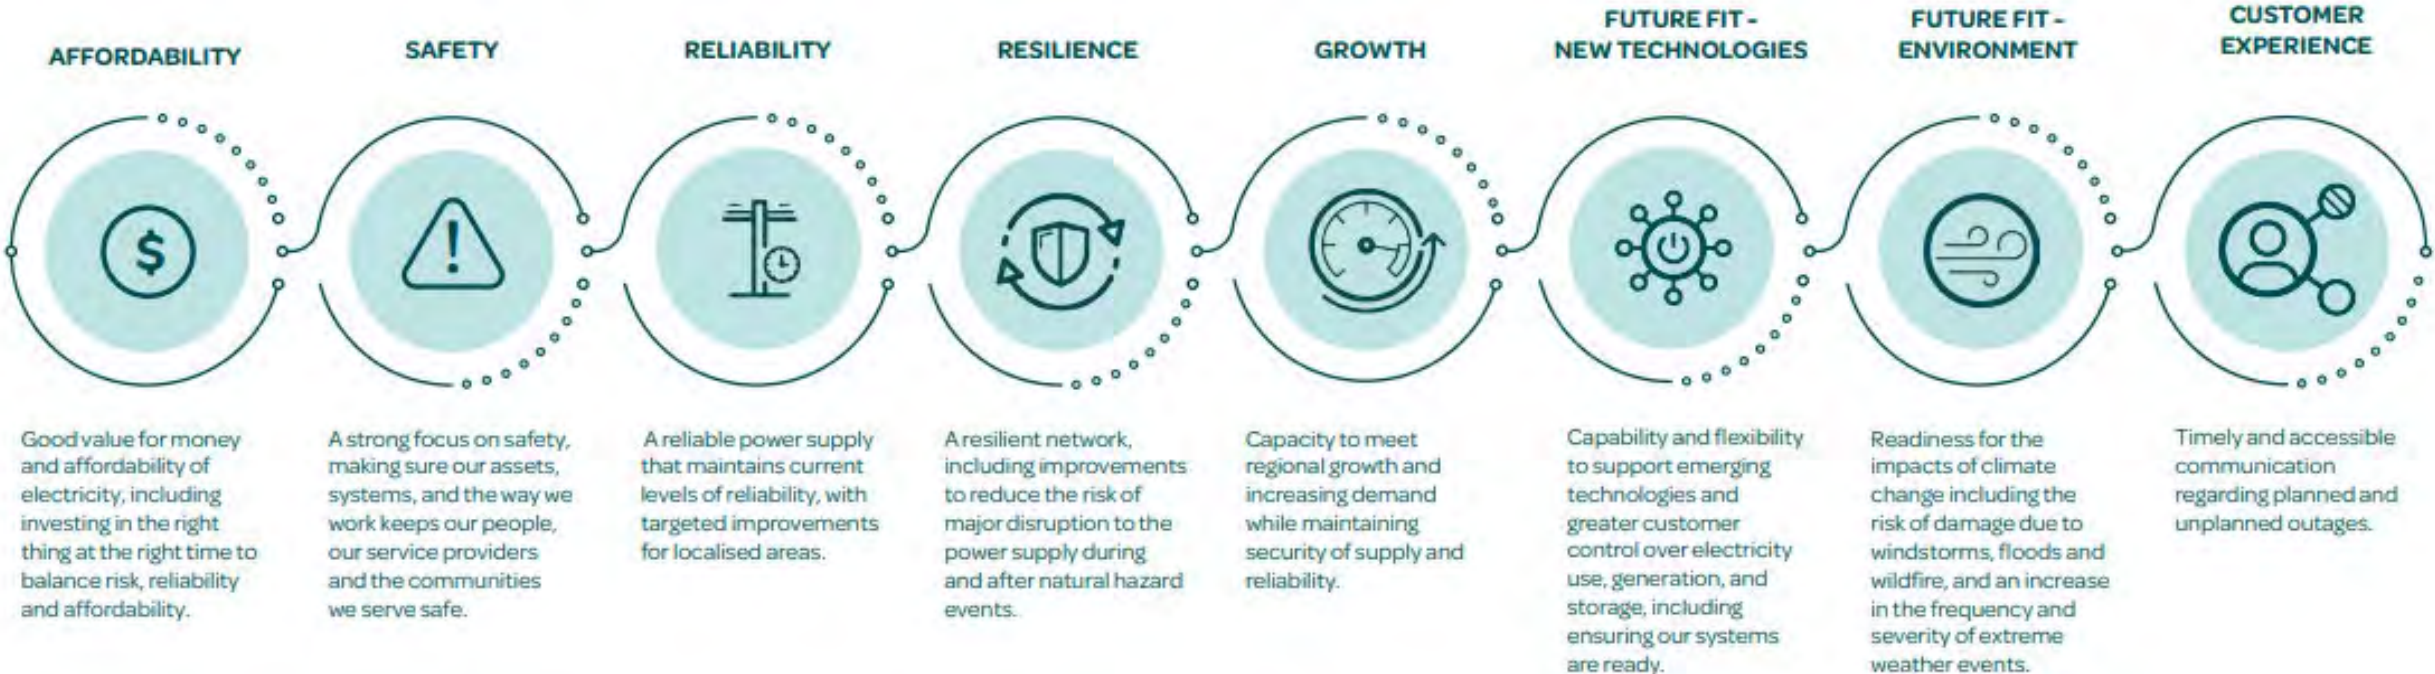 AFFORDABILITY
Good value for money
and affordability of
electricity, including
investing in the right
thing at the right time to
balance risk, reliability
and affordability.
SAFETY
A strong focus on safety,
making sure our assets,
systems, and the way we
work keeps our people,
our service providers
and the communities
we serve safe.
RELIABILITY
A reliable power supply
that maintains current
levels of reliability, with
targeted improvements
for localised areas.
RESILIENCE
A resilient network,
including improvements
to reduce the risk of
major disruption to the
power supply during
and after natural hazard
events.
GROWTH
Capacity to meet
regional growth and
increasing demand
while maintaining
security of supply and
reliability.
FUTURE FIT -
NEW TECHNOLOGIES
Capability and flexibility
to support emerging
technologies and
greater customer
control over electricity
use, generation, and
storage, including
ensuring our systems
are ready.
FUTURE FIT -
ENVIRONMENT
Readiness for the
impacts of climate
change including the
risk of damage due to
windstorms, floods and
wildfire, and an increase
in the frequency and
severity of extreme
weather events.
CUSTOMER
EXPERIENCE
Timely and accessible
communication
regarding planned and
unplanned outages.
$
!